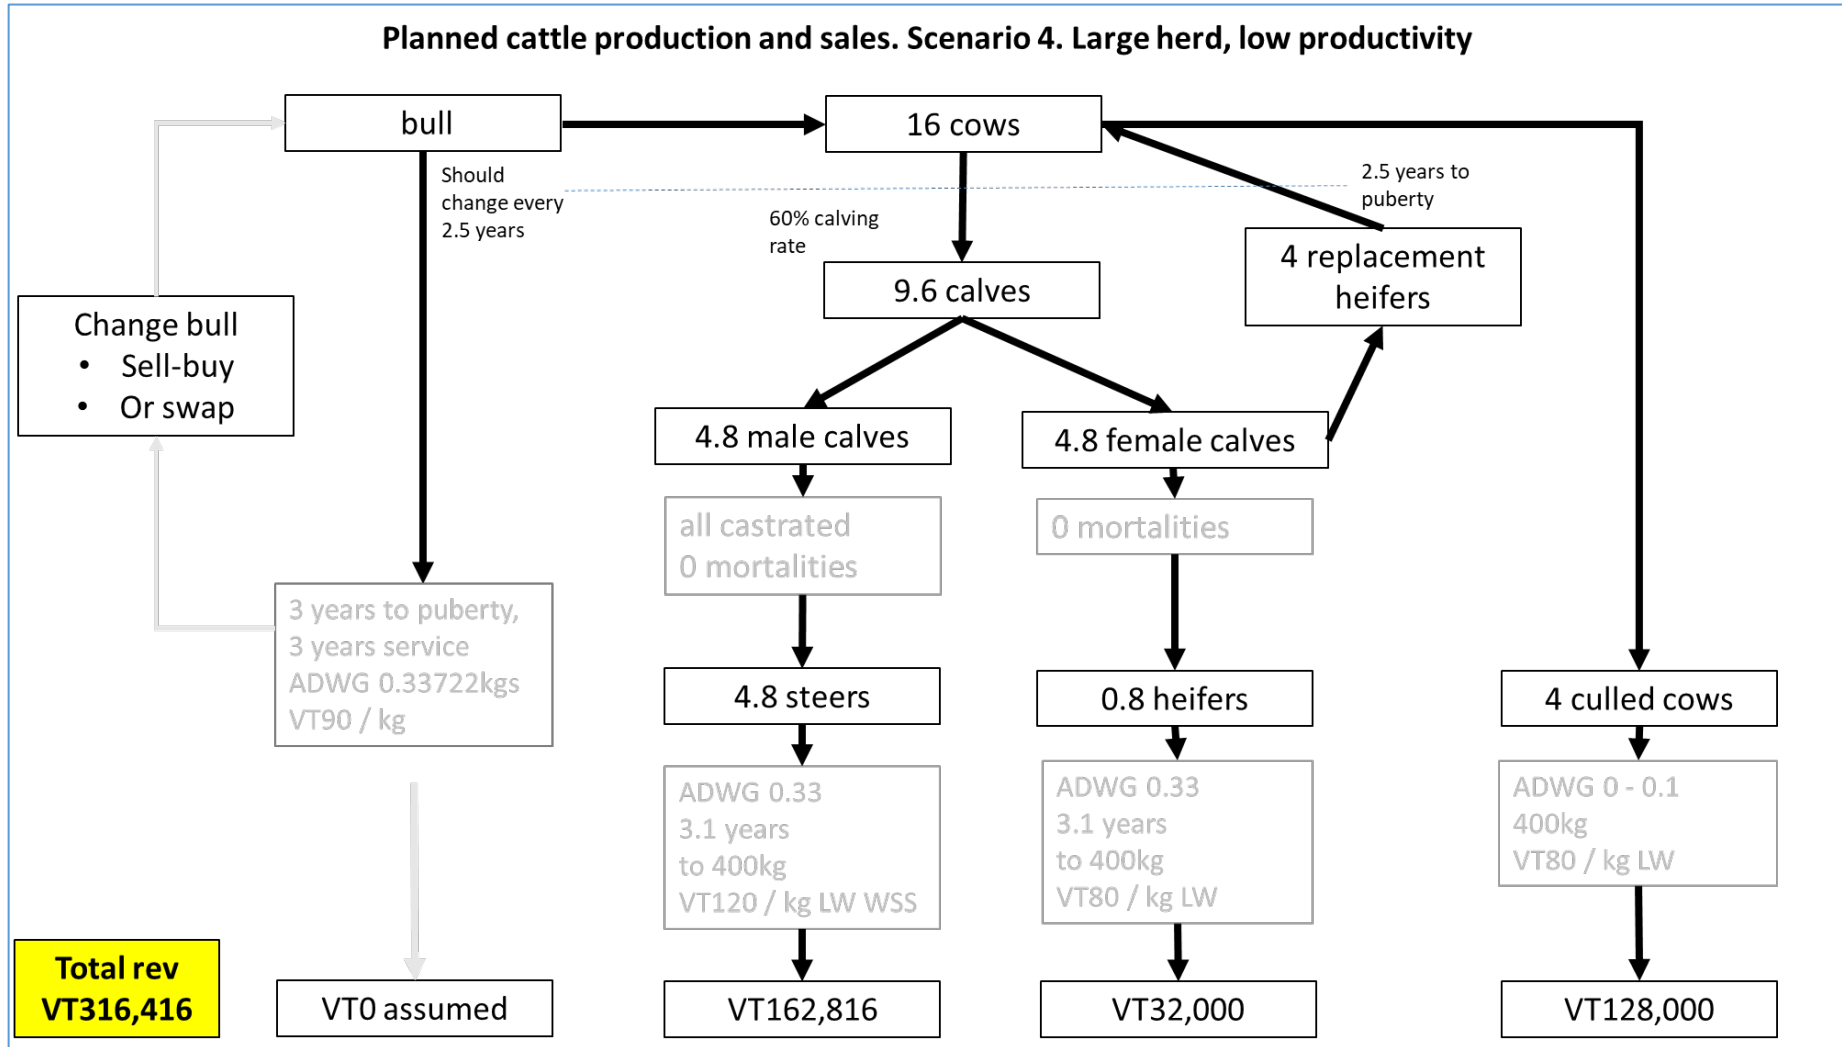 Planned cattle production and sales. Scenario 4. Large herd, low productivity
bull
16 cows
Should
change every
2.5 years
2.5 years to
puberty
60% calving
rate
4 replacement
heifers
9.6 calves
Change bull
• Sell-buy
• Or swap
4.8 male calves
4.8 female calves
all castrated
0 mortalities
0 mortalities
3 years to puberty,
3 years service
ADWG 0.33722kgs
VT90 / kg
4.8 steers
0.8 heifers
4 culled cows
ADWG 0.33
3.1 years
to 400kg
VT120 / kg LW WSS
ADWG 0.33
3.1 years
to 400kg
VT80 / kg LW
ADWG 0 - 0.1
400kg
VT80 / kg LW
Total rev
VT316,416
VT0 assumed
VT162,816
VT32,000
VT128,000